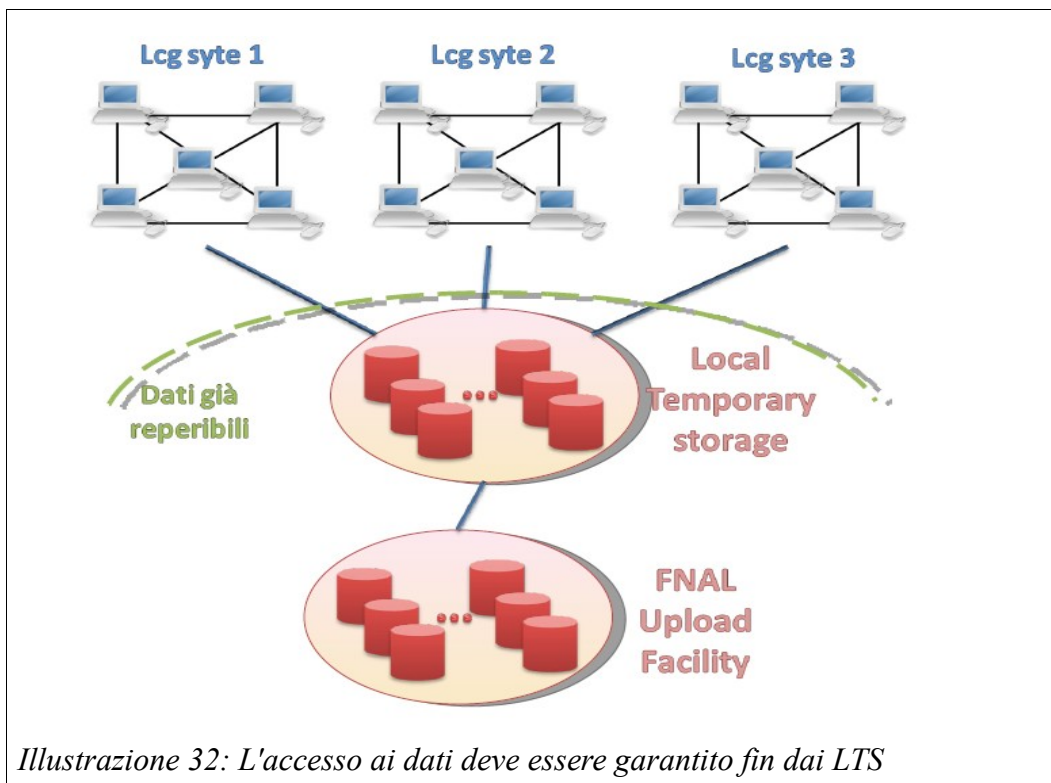 Lcg syte 1
Lcg syte 2
Lcg syte 3
Dati già
reperibili
Local
Temporary
storage
FNAL
Upload
Facility
Illustrazione 32: L'accesso ai dati deve essere garantito fin dai LTS